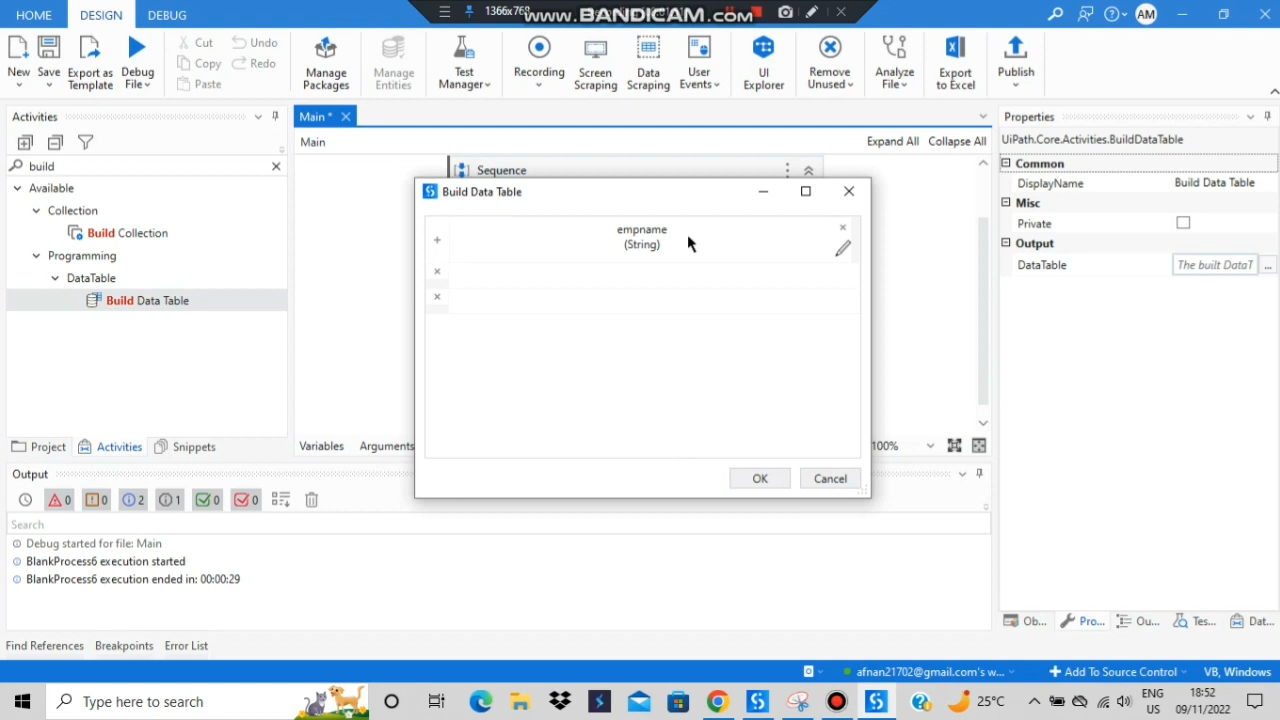 HOME
DESIGN
DEBUG
1366x768
www.BANDICAM.com
AM
New
Save
Export as Template
Debug File
Cut
Copy
Paste
Undo
Redo
Manage Packages
Manage Entities
Test Manager
Recording
Screen Scraping
Data Scraping
User Events
UI Explorer
Remove Unused
Analyze File
Export to Excel
Publish
Activities
build
Available
Collection
Build Collection
Programming
DataTable
Build Data Table
Project
Activities
Snippets
Main *
Main
Expand All
Collapse All
Sequence
Build Data Table
empname
(String)
OK
Cancel
Variables
Arguments
100%
Properties
UiPath.Core.Activities.BuildDataTable
Common
DisplayName
Build Data Table
Misc
Private
Output
DataTable
The built DataT
...
Output
0
0
2
1
0
0
Search
Debug started for file: Main
BlankProcess6 execution started
BlankProcess6 execution ended in: 00:00:29
Ob...
Pro...
Ou...
Tes...
Dat...
Find References
Breakpoints
Error List
afnan21702@gmail.com's w...
Add To Source Control
VB, Windows
Type here to search
25°C
ENG
US
18:52
09/11/2022